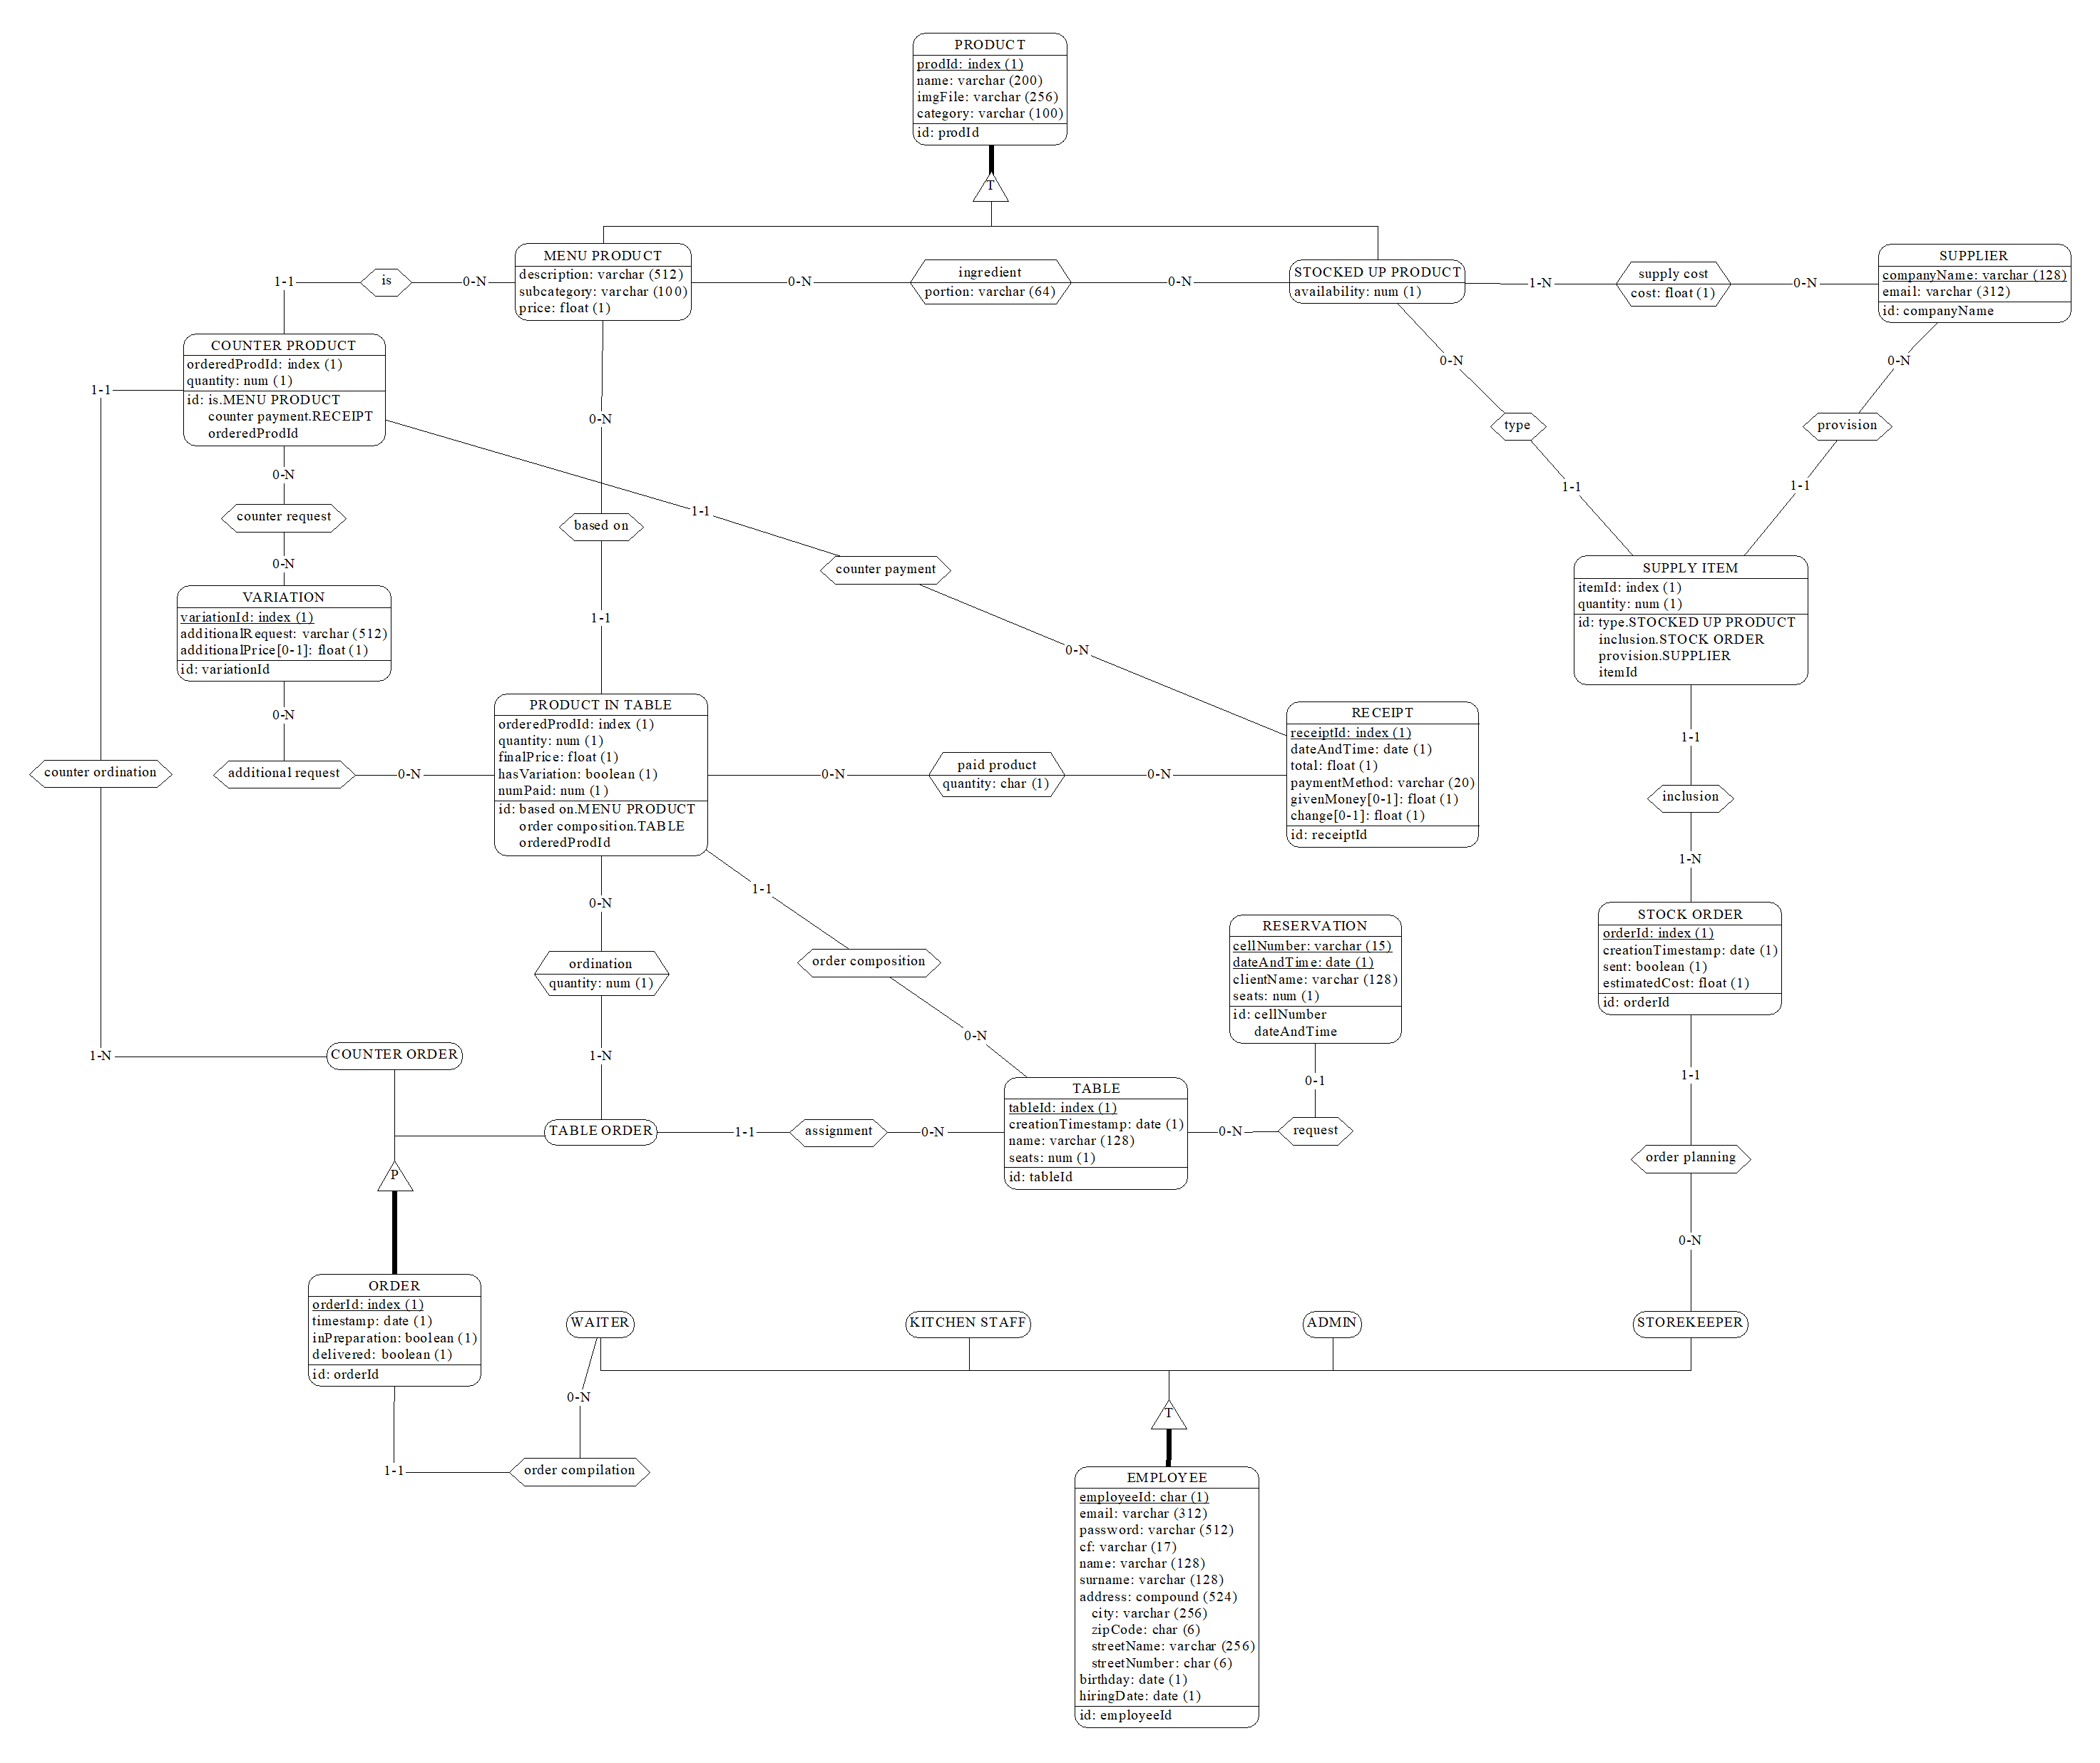 PRODUCT
prodId: index (1)
name: varchar (200)
imgFile: varchar (256)
category: varchar (100)
id: prodId
T
MENU PRODUCT
description: varchar (512)
subcategory: varchar (100)
price: float (1)
STOCKED UP PRODUCT
availability: num (1)
SUPPLIER
companyName: varchar (128)
email: varchar (312)
id: companyName
1-1
is
0-N
0-N
ingredient
portion: varchar (64)
0-N
1-N
supply cost
cost: float (1)
0-N
COUNTER PRODUCT
orderedProdId: index (1)
quantity: num (1)
id: is.MENU PRODUCT
counter payment.RECEIPT
orderedProdId
1-1
0-N
0-N
0-N
type
provision
0-N
counter request
0-N
1-1
based on
1-1
1-1
counter payment
VARIATION
variationId: index (1)
additionalRequest: varchar (512)
additionalPrice[0-1]: float (1)
id: variationId
SUPPLY ITEM
itemId: index (1)
quantity: num (1)
id: type.STOCKED UP PRODUCT
inclusion.STOCK ORDER
provision.SUPPLIER
itemId
1-1
0-N
0-N
PRODUCT IN TABLE
orderedProdId: index (1)
quantity: num (1)
finalPrice: float (1)
hasVariation: boolean (1)
numPaid: num (1)
id: based on.MENU PRODUCT
order composition.TABLE
orderedProdId
RECEIPT
receiptId: index (1)
dateAndTime: date (1)
total: float (1)
paymentMethod: varchar (20)
givenMoney[0-1]: float (1)
change[0-1]: float (1)
id: receiptId
1-1
counter ordination
additional request
0-N
0-N
paid product
quantity: char (1)
0-N
inclusion
1-N
0-N
1-1
STOCK ORDER
orderId: index (1)
creationTimestamp: date (1)
sent: boolean (1)
estimatedCost: float (1)
id: orderId
RESERVATION
cellNumber: varchar (15)
dateAndTime: date (1)
clientName: varchar (128)
seats: num (1)
id: cellNumber
dateAndTime
ordination
quantity: num (1)
order composition
0-N
1-N
COUNTER ORDER
1-N
0-1
1-1
TABLE
tableId: index (1)
creationTimestamp: date (1)
name: varchar (128)
seats: num (1)
id: tableId
TABLE ORDER
1-1
assignment
0-N
0-N
request
order planning
P
0-N
ORDER
orderId: index (1)
timestamp: date (1)
inPreparation: boolean (1)
delivered: boolean (1)
id: orderId
WAITER
KITCHEN STAFF
ADMIN
STOREKEEPER
0-N
T
1-1
order compilation
EMPLOYEE
employeeId: char (1)
email: varchar (312)
password: varchar (512)
cf: varchar (17)
name: varchar (128)
surname: varchar (128)
address: compound (524)
city: varchar (256)
zipCode: char (6)
streetName: varchar (256)
streetNumber: char (6)
birthday: date (1)
hiringDate: date (1)
id: employeeId